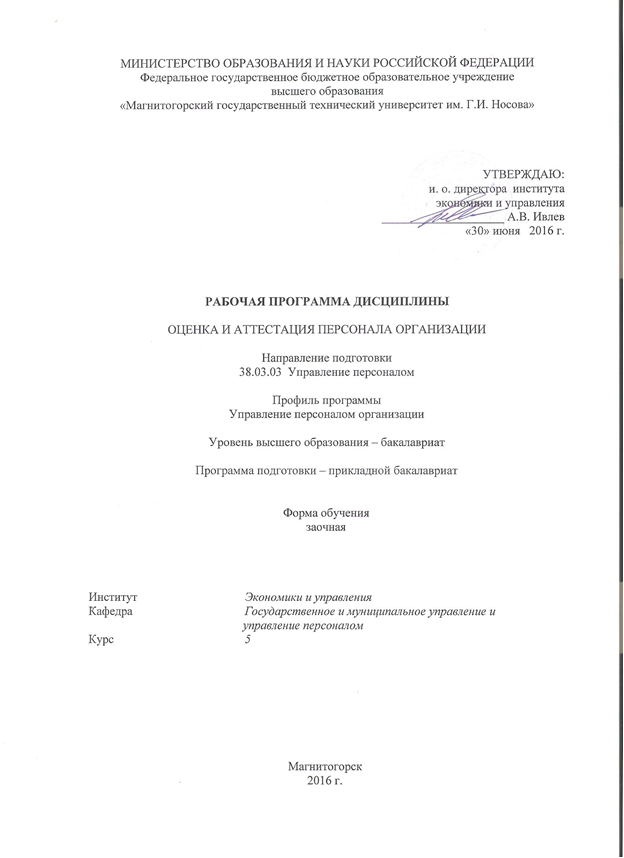 МИНИСТЕРСТВО ОБРАЗОВАНИЯ И НАУКИ РОССИЙСКОЙ ФЕДЕРАЦИИ
Федеральное государственное бюджетное образовательное учреждение
высшего образования
«Магнитогорский государственный технический университет им. Г.И. Носова»
УТВЕРЖДАЮ:
и. о. директора института
экономики и управления
А.В. Ивлев
«30» июня 2016 г.
РАБОЧАЯ ПРОГРАММА ДИСЦИПЛИНЫ
ОЦЕНКА И АТТЕСТАЦИЯ ПЕРСОНАЛА ОРГАНИЗАЦИИ
Направление подготовки
38.03.03 Управление персоналом
Профиль программы
Управление персоналом организации
Уровень высшего образования – бакалавриат
Программа подготовки – прикладной бакалавриат
Форма обучения
заочная
Институт Экономики и управления
Кафедра Государственное и муниципальное управление и
управление персоналом
Курс 5
Магнитогорск
2016 г.